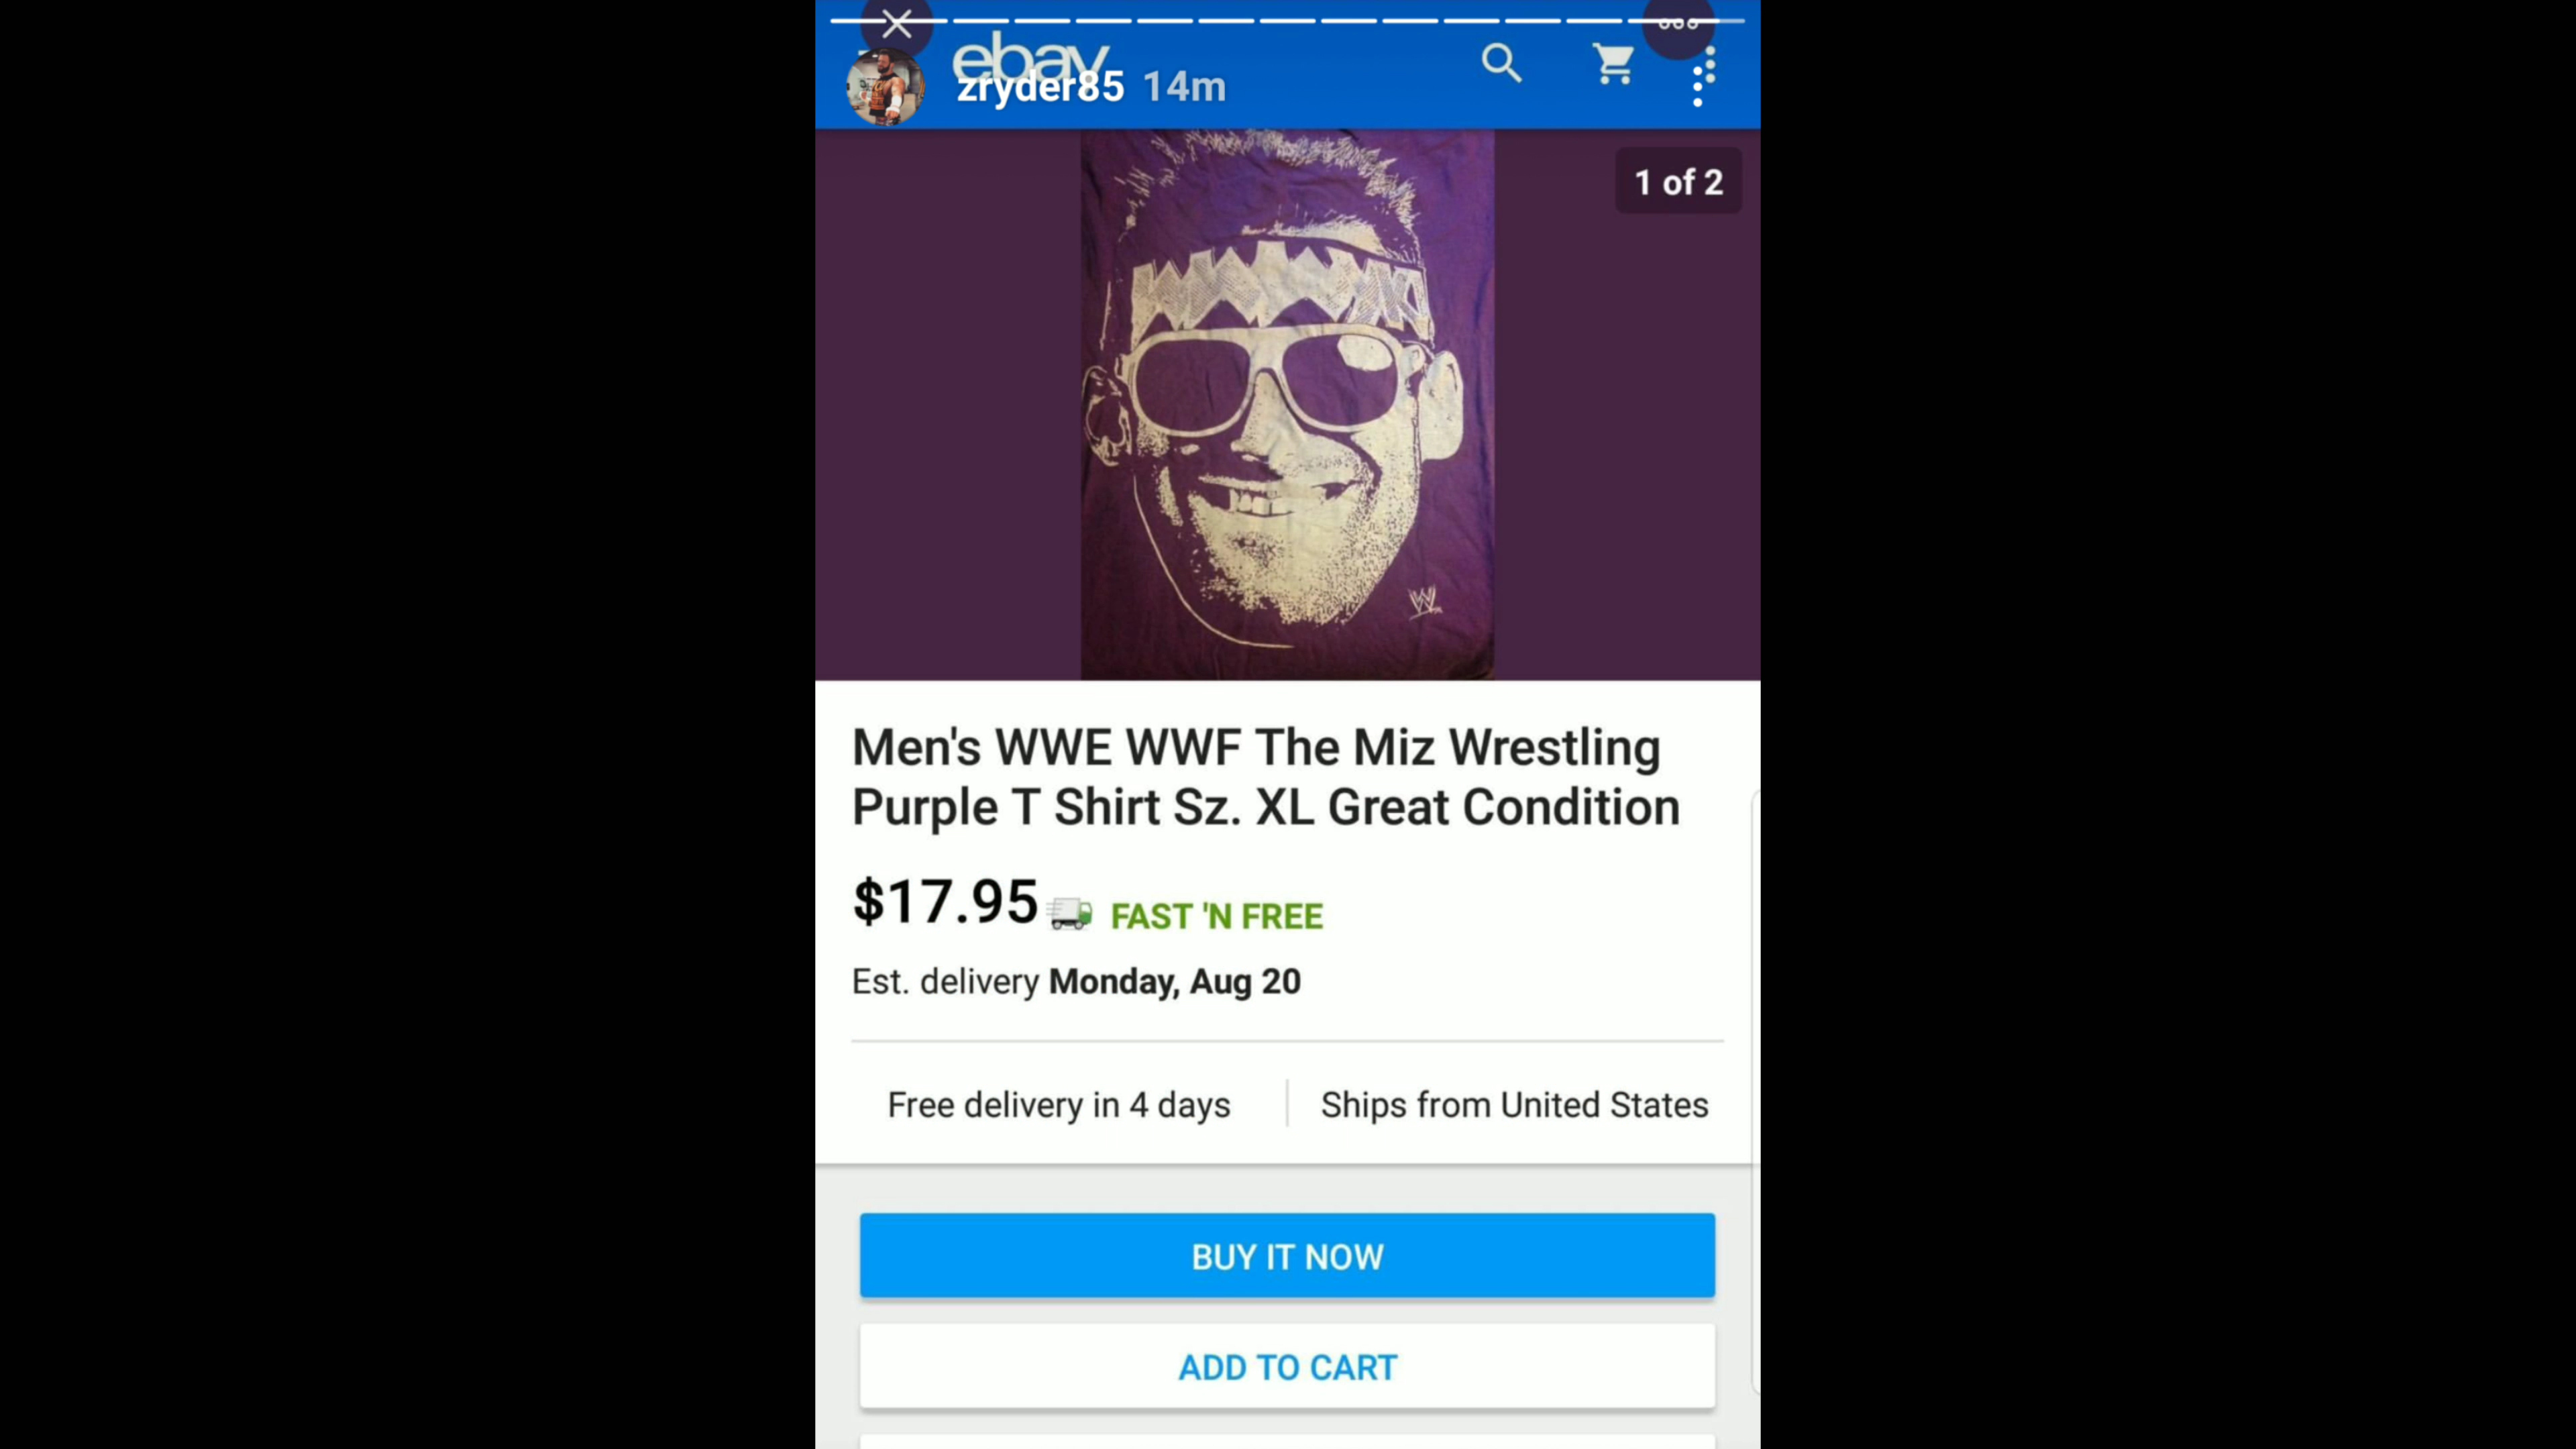 ebay
zryder85 14m
1 of 2
W
Men's WWE WWF The Miz Wrestling
Purple T Shirt Sz. XL Great Condition
$17.95 FAST 'N FREE
Est. delivery Monday, Aug 20
Free delivery in 4 days
Ships from United States
BUY IT NOW
ADD TO CART